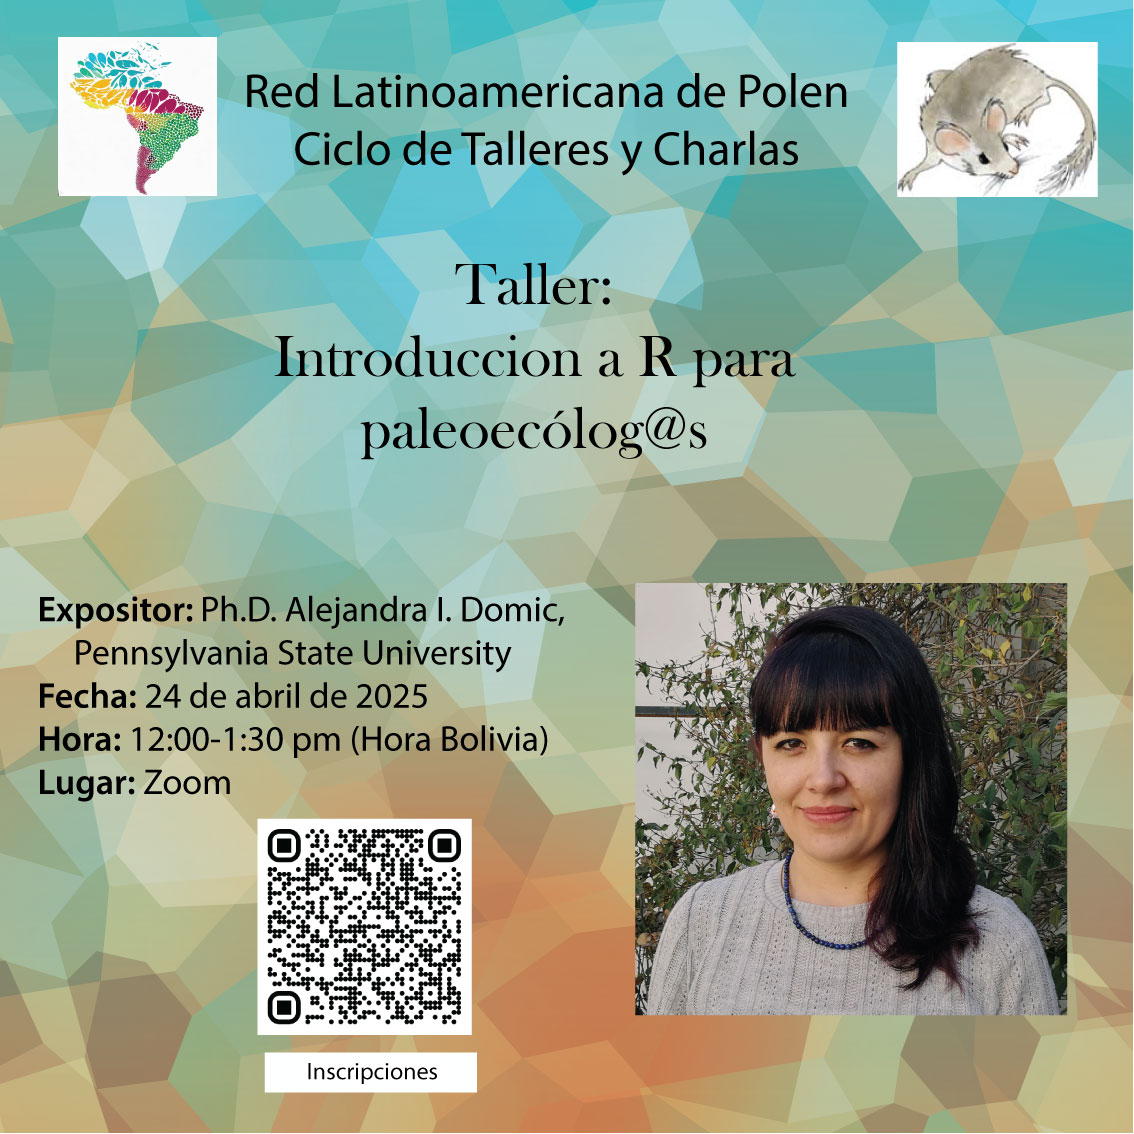 Red Latinoamericana de Polen
Ciclo de Talleres y Charlas
Taller:
Introduccion a R para
paleoecólog@s
Expositor: Ph.D. Alejandra I. Domic,
Pennsylvania State University
Fecha: 24 de abril de 2025
Hora: 12:00-1:30 pm (Hora Bolivia)
Lugar: Zoom
Inscripciones